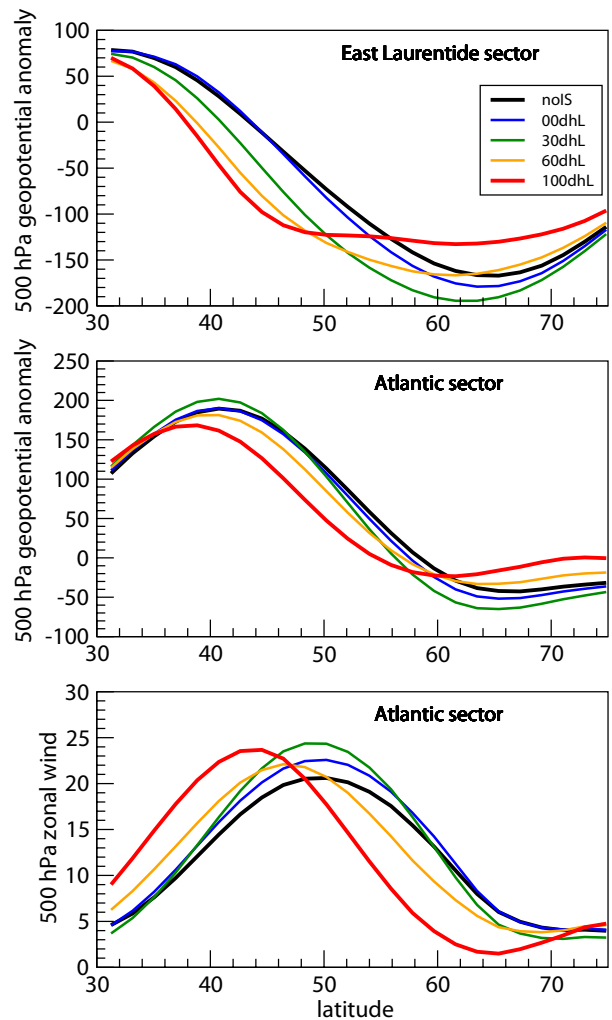 East Laurentide sector
noIS
00dhL
30dhL
60dhL
100dhL
500 hPa geopotential anomaly
100
50
0
-50
-100
-150
-200
30 40 50 60 70
Atlantic sector
500 hPa geopotential anomaly
250
200
150
100
50
0
-50
-100
30 40 50 60 70
Atlantic sector
500 hPa zonal wind
30
25
20
15
10
5
0
30 40 50 60 70
latitude